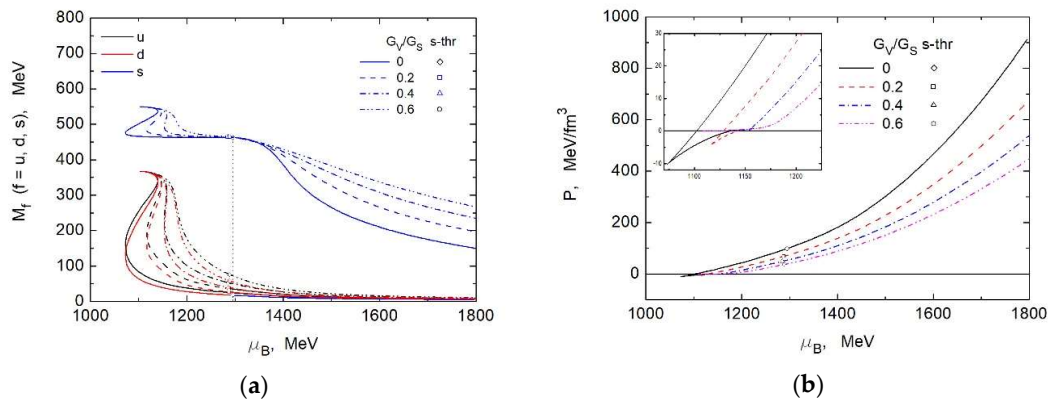 800
700
600
500
400
300
200
100
0
M_f (f = u, d, s), MeV
u
d
s
G_V/G_S s-thr
0
0.2
0.4
0.6
1000 1200 1400 1600 1800
μ_B, MeV
(a)
1000
800
600
400
200
0
P, MeV/fm^3
30
20
10
0
-10
1100 1150 1200
G_V/G_S s-thr
0
0.2
0.4
0.6
1000 1200 1400 1600 1800
μ_B, MeV
(b)